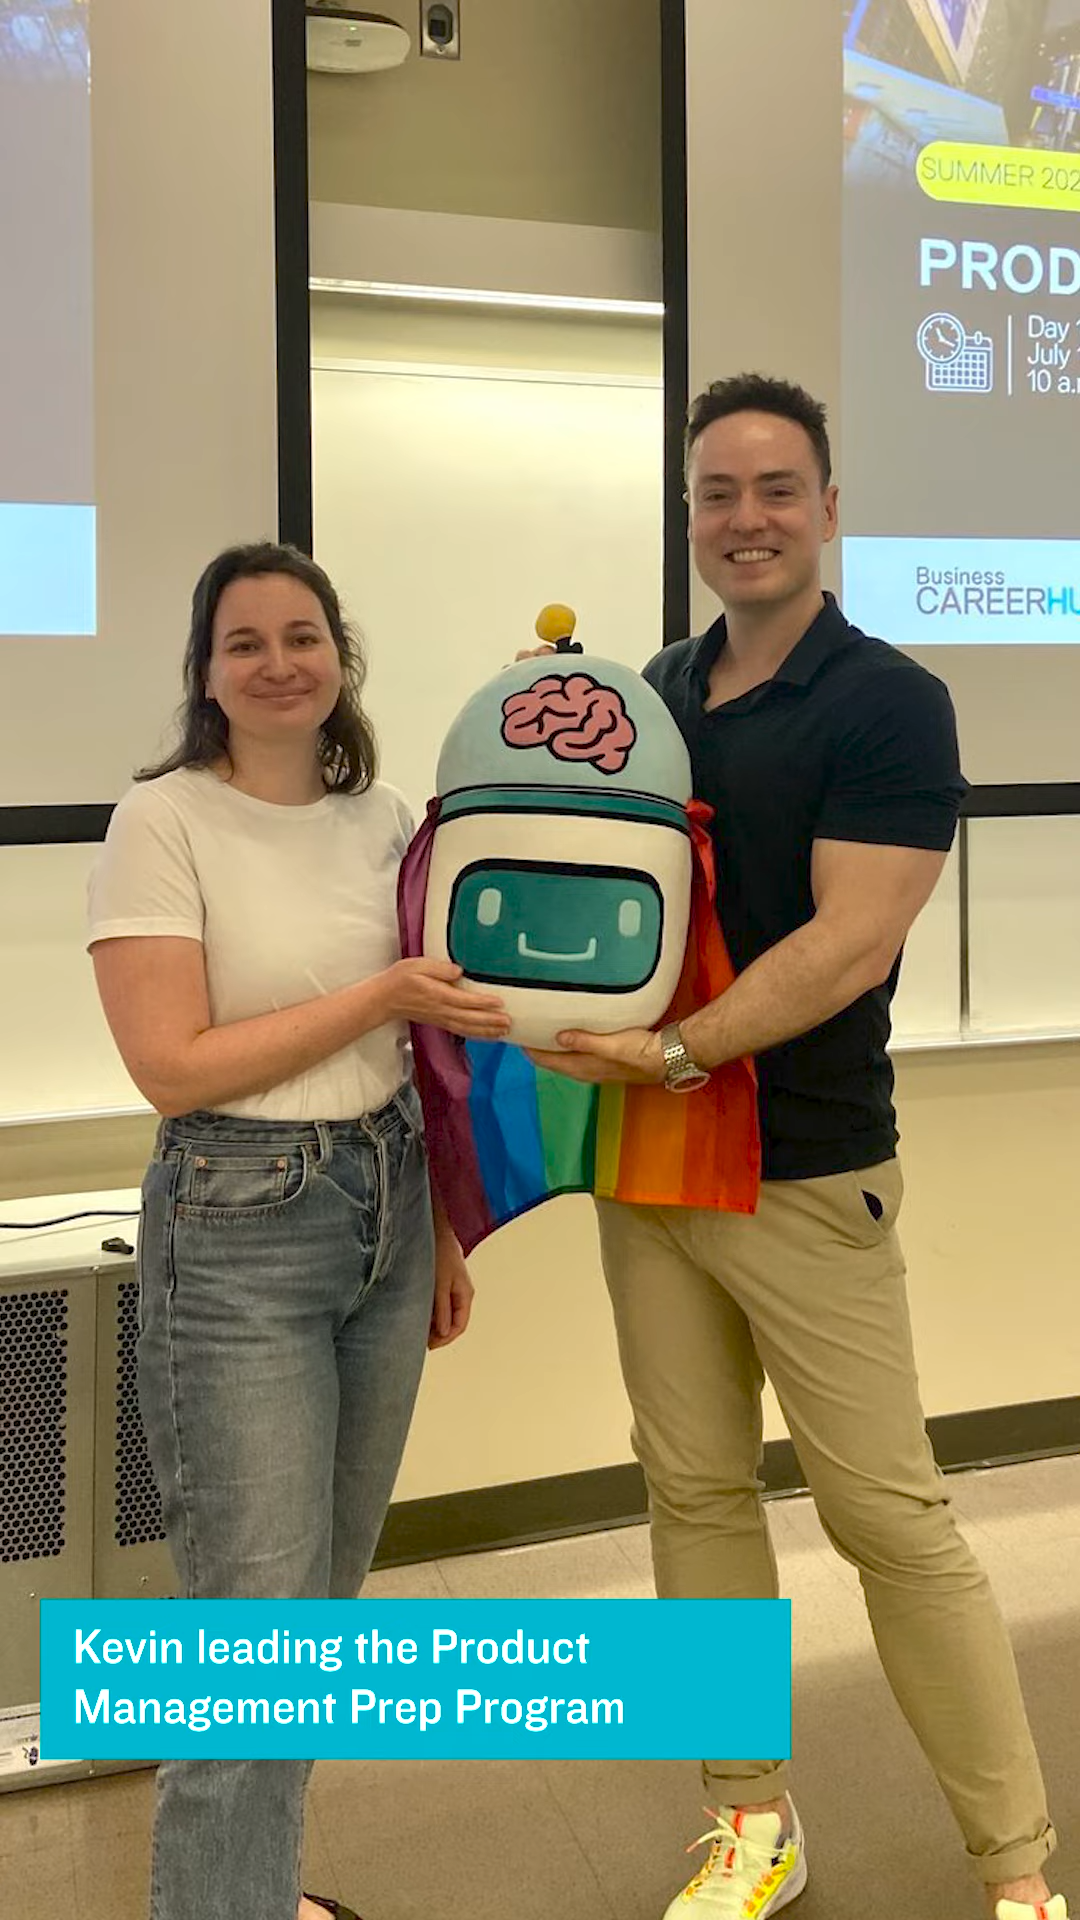 SUMMER 202
PROD
Day
July
10 a.
Business
CAREERHU
Kevin leading the Product
Management Prep Program